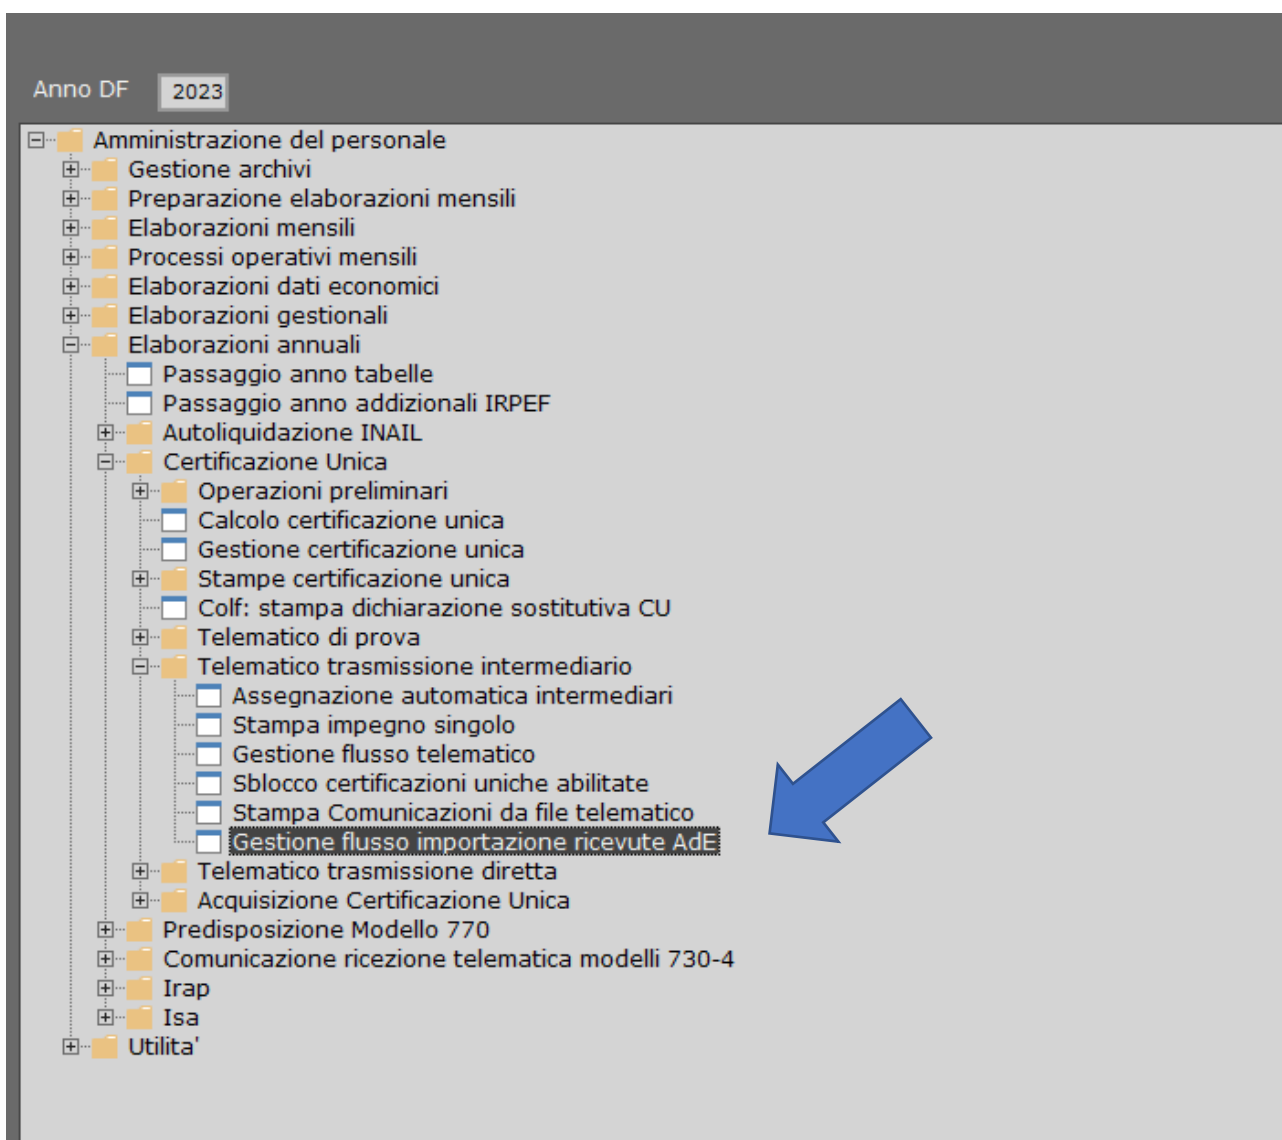 Anno DF 2023
Amministrazione del personale
Gestione archivi
Preparazione elaborazioni mensili
Elaborazioni mensili
Processi operativi mensili
Elaborazioni dati economici
Elaborazioni gestionali
Elaborazioni annuali
Passaggio anno tabelle
Passaggio anno addizionali IRPEF
Autoliquidazione INAIL
Certificazione Unica
Operazioni preliminari
Calcolo certificazione unica
Gestione certificazione unica
Stampe certificazione unica
Colf: stampa dichiarazione sostitutiva CU
Telematico di prova
Telematico trasmissione intermediario
Assegnazione automatica intermediari
Stampa impegno singolo
Gestione flusso telematico
Sblocco certificazioni uniche abilitate
Stampa Comunicazioni da file telematico
Gestione flusso importazione ricevute AdE
Telematico trasmissione diretta
Acquisizione Certificazione Unica
Predisposizione Modello 770
Comunicazione ricezione telematica modelli 730-4
Irap
Isa
Utilita'